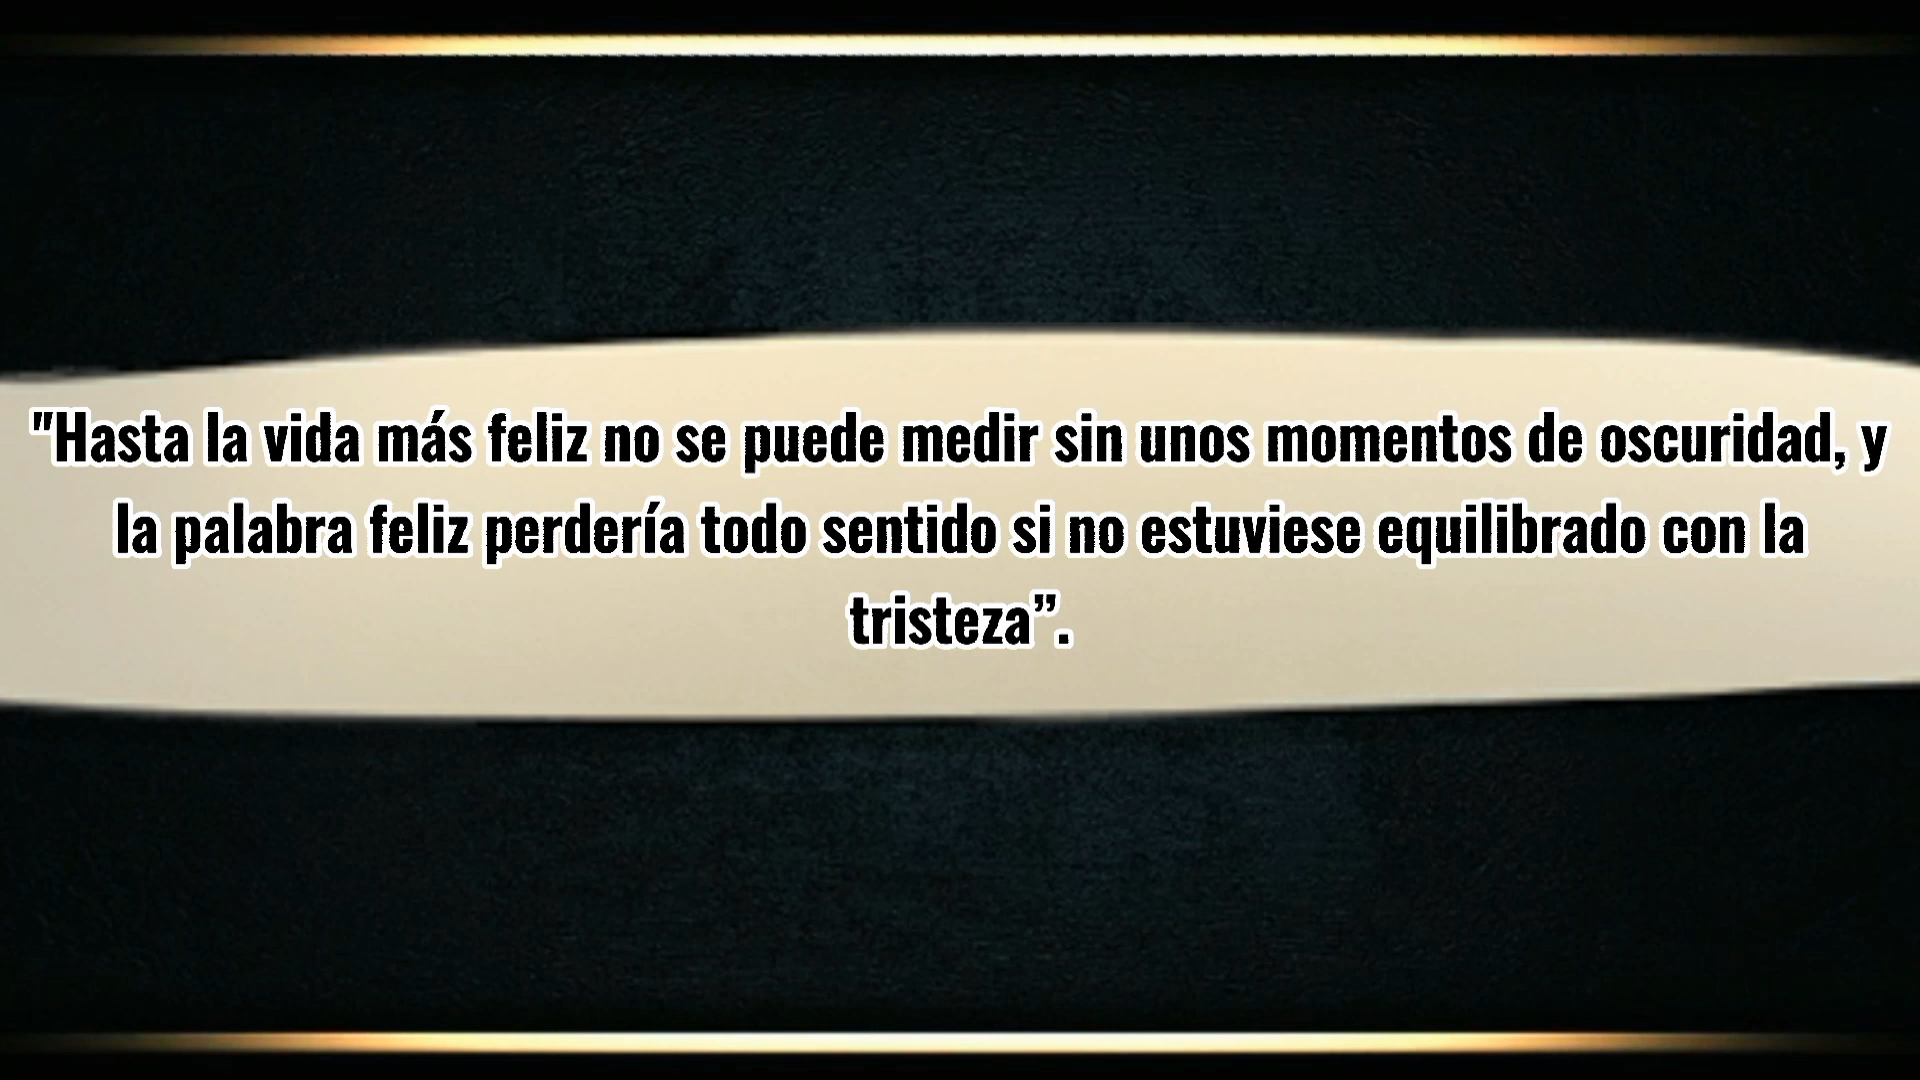 "Hasta la vida más feliz no se puede medir sin unos momentos de oscuridad, y
la palabra feliz perdería todo sentido si no estuviese equilibrado con la
tristeza”.